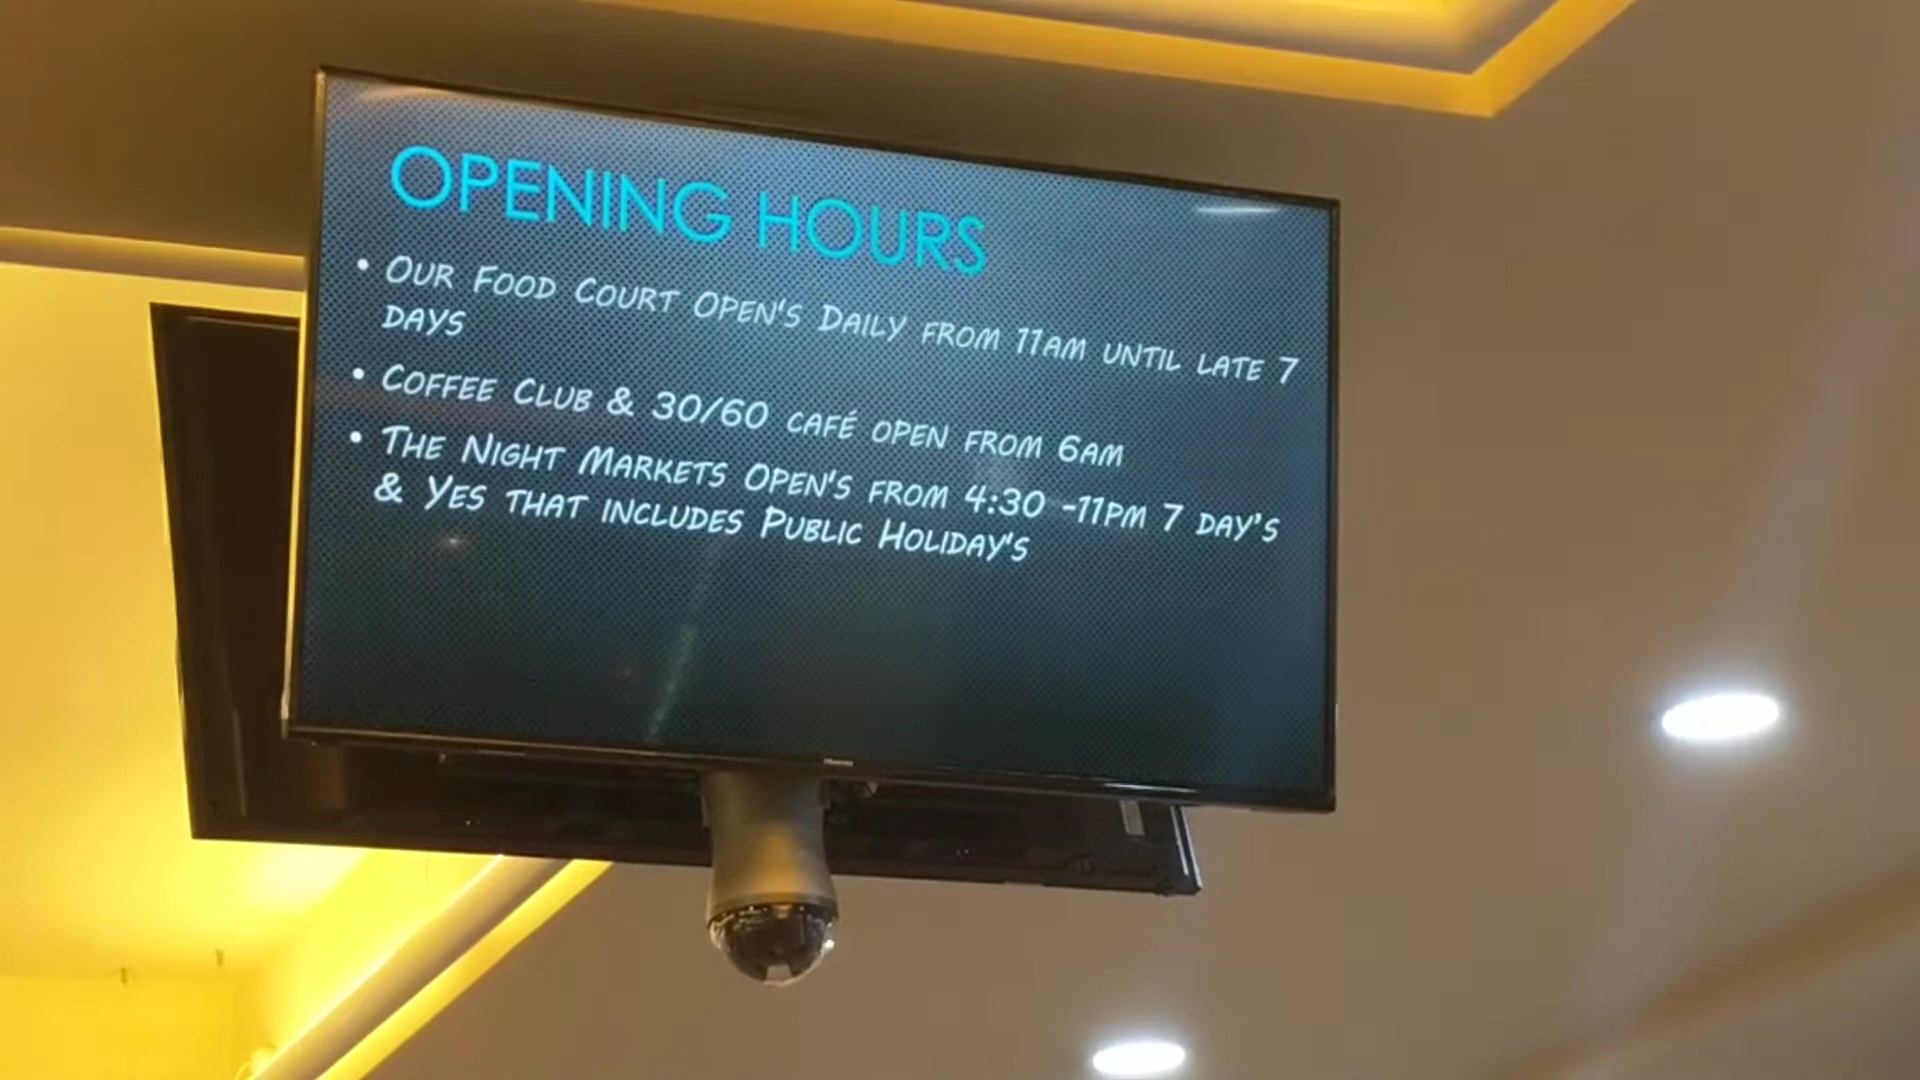 OPENING HOURS
• OUR FOOD COURT OPEN'S DAILY FROM 11AM UNTIL LATE 7
DAYS
• COFFEE CLUB & 30/60 CAFÉ OPEN FROM 6AM
• THE NIGHT MARKETS OPEN'S FROM 4:30 -11PM 7 DAY'S
& YES THAT INCLUDES PUBLIC HOLIDAY'S